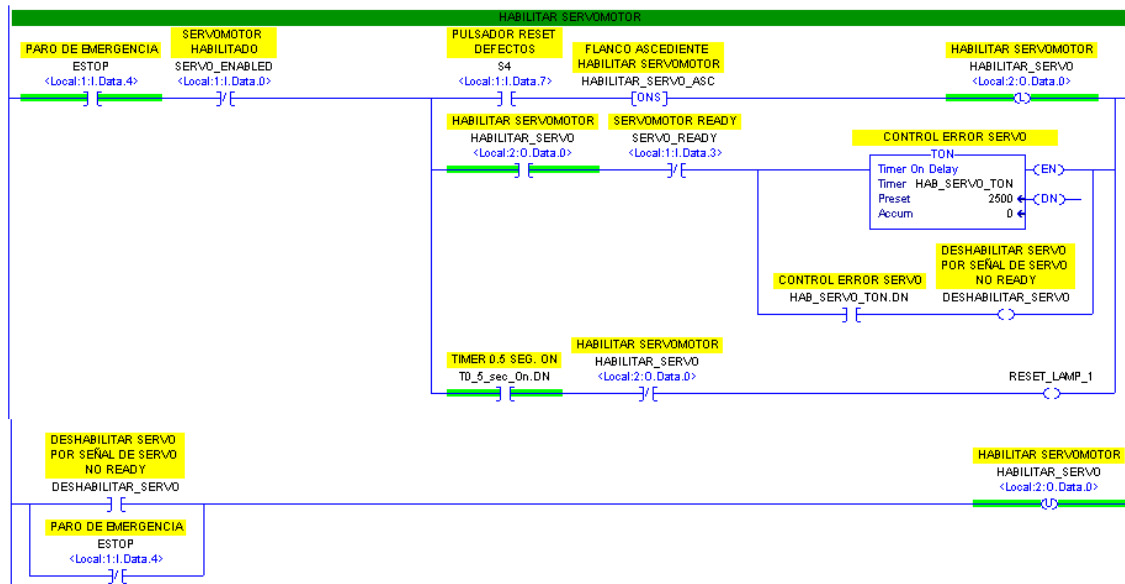 HABILITAR SERVOMOTOR
PARO DE EMERGENCIA
ESTOP
<Local:1:I.Data.4>
SERVOMOTOR
HABILITADO
SERVO_ENABLED
<Local:1:I.Data.0>
PULSADOR RESET
DEFECTOS
S4
<Local:1:I.Data.7>
FLANCO ASCEDIENTE
HABILITAR SERVOMOTOR
HABILITAR_SERVO_ASC
ONS
HABILITAR SERVOMOTOR
HABILITAR_SERVO
<Local:2:O.Data.0>
L
HABILITAR SERVOMOTOR
HABILITAR_SERVO
<Local:2:O.Data.0>
SERVOMOTOR READY
SERVO_READY
<Local:1:I.Data.3>
CONTROL ERROR SERVO
TON
Timer On Delay
Timer HAB_SERVO_TON
Preset 2500
Accum 0
EN
DN
CONTROL ERROR SERVO
HAB_SERVO_TON.DN
DESHABILITAR SERVO
POR SEÑAL DE SERVO
NO READY
DESHABILITAR_SERVO
TIMER 0.5 SEG. ON
T0_5_sec_On.DN
HABILITAR SERVOMOTOR
HABILITAR_SERVO
<Local:2:O.Data.0>
RESET_LAMP_1
DESHABILITAR SERVO
POR SEÑAL DE SERVO
NO READY
DESHABILITAR_SERVO
PARO DE EMERGENCIA
ESTOP
<Local:1:I.Data.4>
HABILITAR SERVOMOTOR
HABILITAR_SERVO
<Local:2:O.Data.0>
U